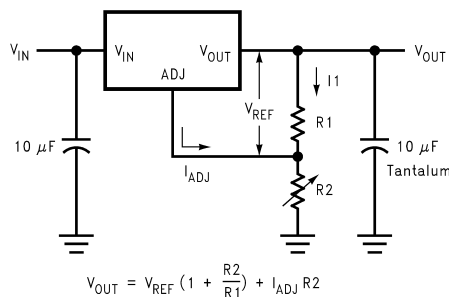 V_IN V_IN V_OUT V_OUT
ADJ
I1
V_REF
R1
10 µF
10 µF
Tantalum
I_ADJ
R2
V_OUT = V_REF (1 + R2/R1) + I_ADJ R2